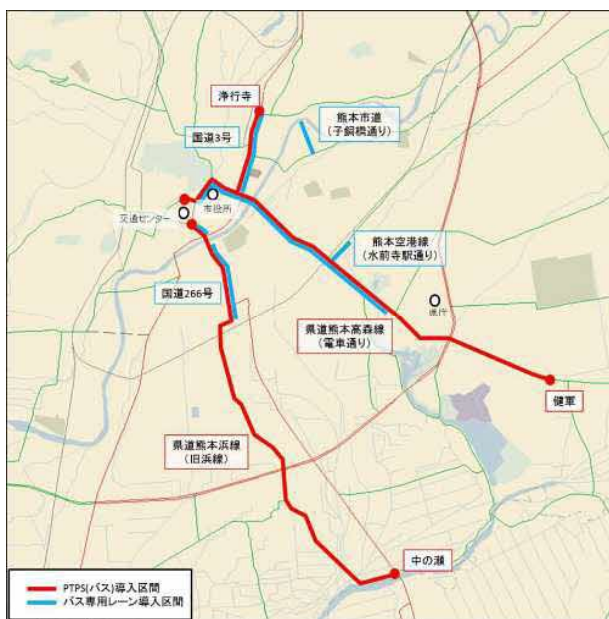 浄行寺
国道3号
熊本市道
(子飼橋通り)
市役所
交通センター
熊本空港線
(水前寺駅通り)
県庁
国道266号
県道熊本高森線
(電車通り)
健軍
県道熊本浜線
(旧浜線)
中の瀬
PTPS(バス)導入区間
バス専用レーン導入区間